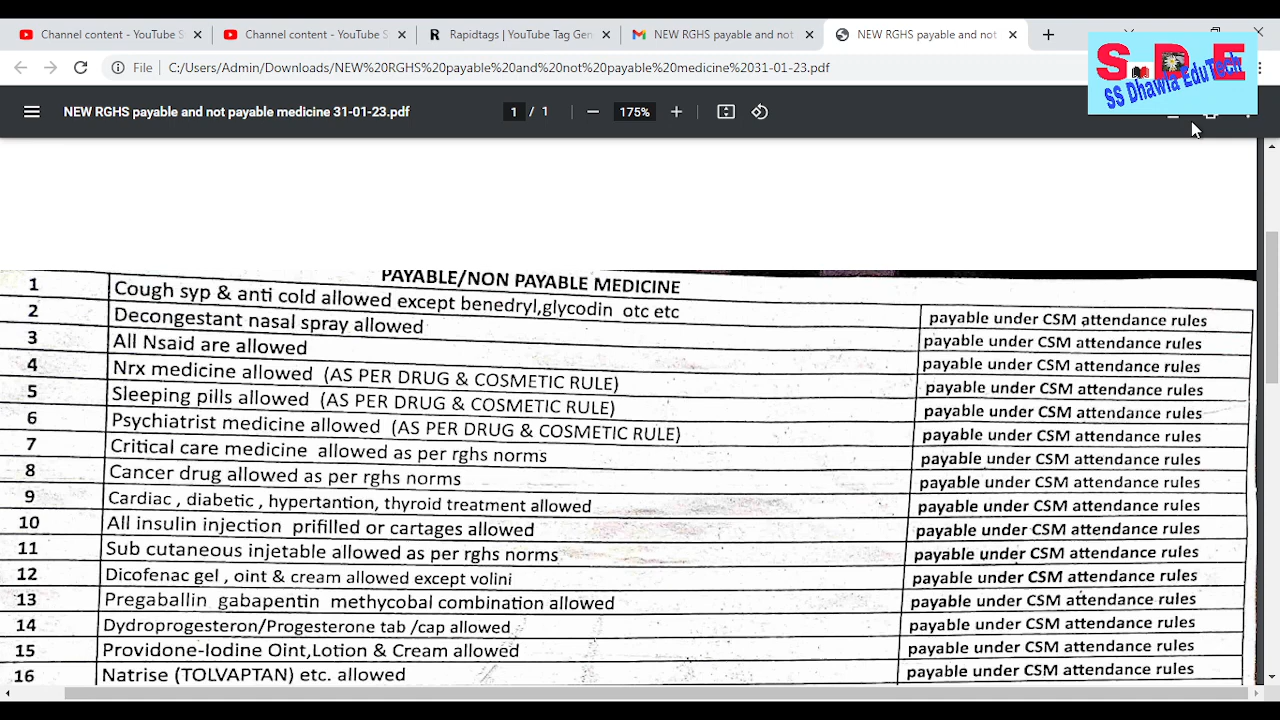 Channel content - YouTube S
Channel content - YouTube S
Rapidtags | YouTube Tag Gen
NEW RGHS payable and not
NEW RGHS payable and not
File C:/Users/Admin/Downloads/NEW%20RGHS%20payable%20and%20not%20payable%20medicine%2031-01-23.pdf
S D E
SS Dhawla EduTech
NEW RGHS payable and not payable medicine 31-01-23.pdf
1 / 1
175%
PAYABLE/NON PAYABLE MEDICINE
1 Cough syp & anti cold allowed except benedryl,glycodin otc etc payable under CSM attendance rules
2 Decongestant nasal spray allowed payable under CSM attendance rules
3 All Nsaid are allowed payable under CSM attendance rules
4 Nrx medicine allowed (AS PER DRUG & COSMETIC RULE) payable under CSM attendance rules
5 Sleeping pills allowed (AS PER DRUG & COSMETIC RULE) payable under CSM attendance rules
6 Psychiatrist medicine allowed (AS PER DRUG & COSMETIC RULE) payable under CSM attendance rules
7 Critical care medicine allowed as per rghs norms payable under CSM attendance rules
8 Cancer drug allowed as per rghs norms payable under CSM attendance rules
9 Cardiac , diabetic , hypertantion, thyroid treatment allowed payable under CSM attendance rules
10 All insulin injection prifilled or cartages allowed payable under CSM attendance rules
11 Sub cutaneous injetable allowed as per rghs norms payable under CSM attendance rules
12 Dicofenac gel , oint & cream allowed except volini payable under CSM attendance rules
13 Pregaballin gabapentin methycobal combination allowed payable under CSM attendance rules
14 Dydroprogesteron/Progesterone tab /cap allowed payable under CSM attendance rules
15 Providone-Iodine Oint,Lotion & Cream allowed payable under CSM attendance rules
16 Natrise (TOLVAPTAN) etc. allowed payable under CSM attendance rules